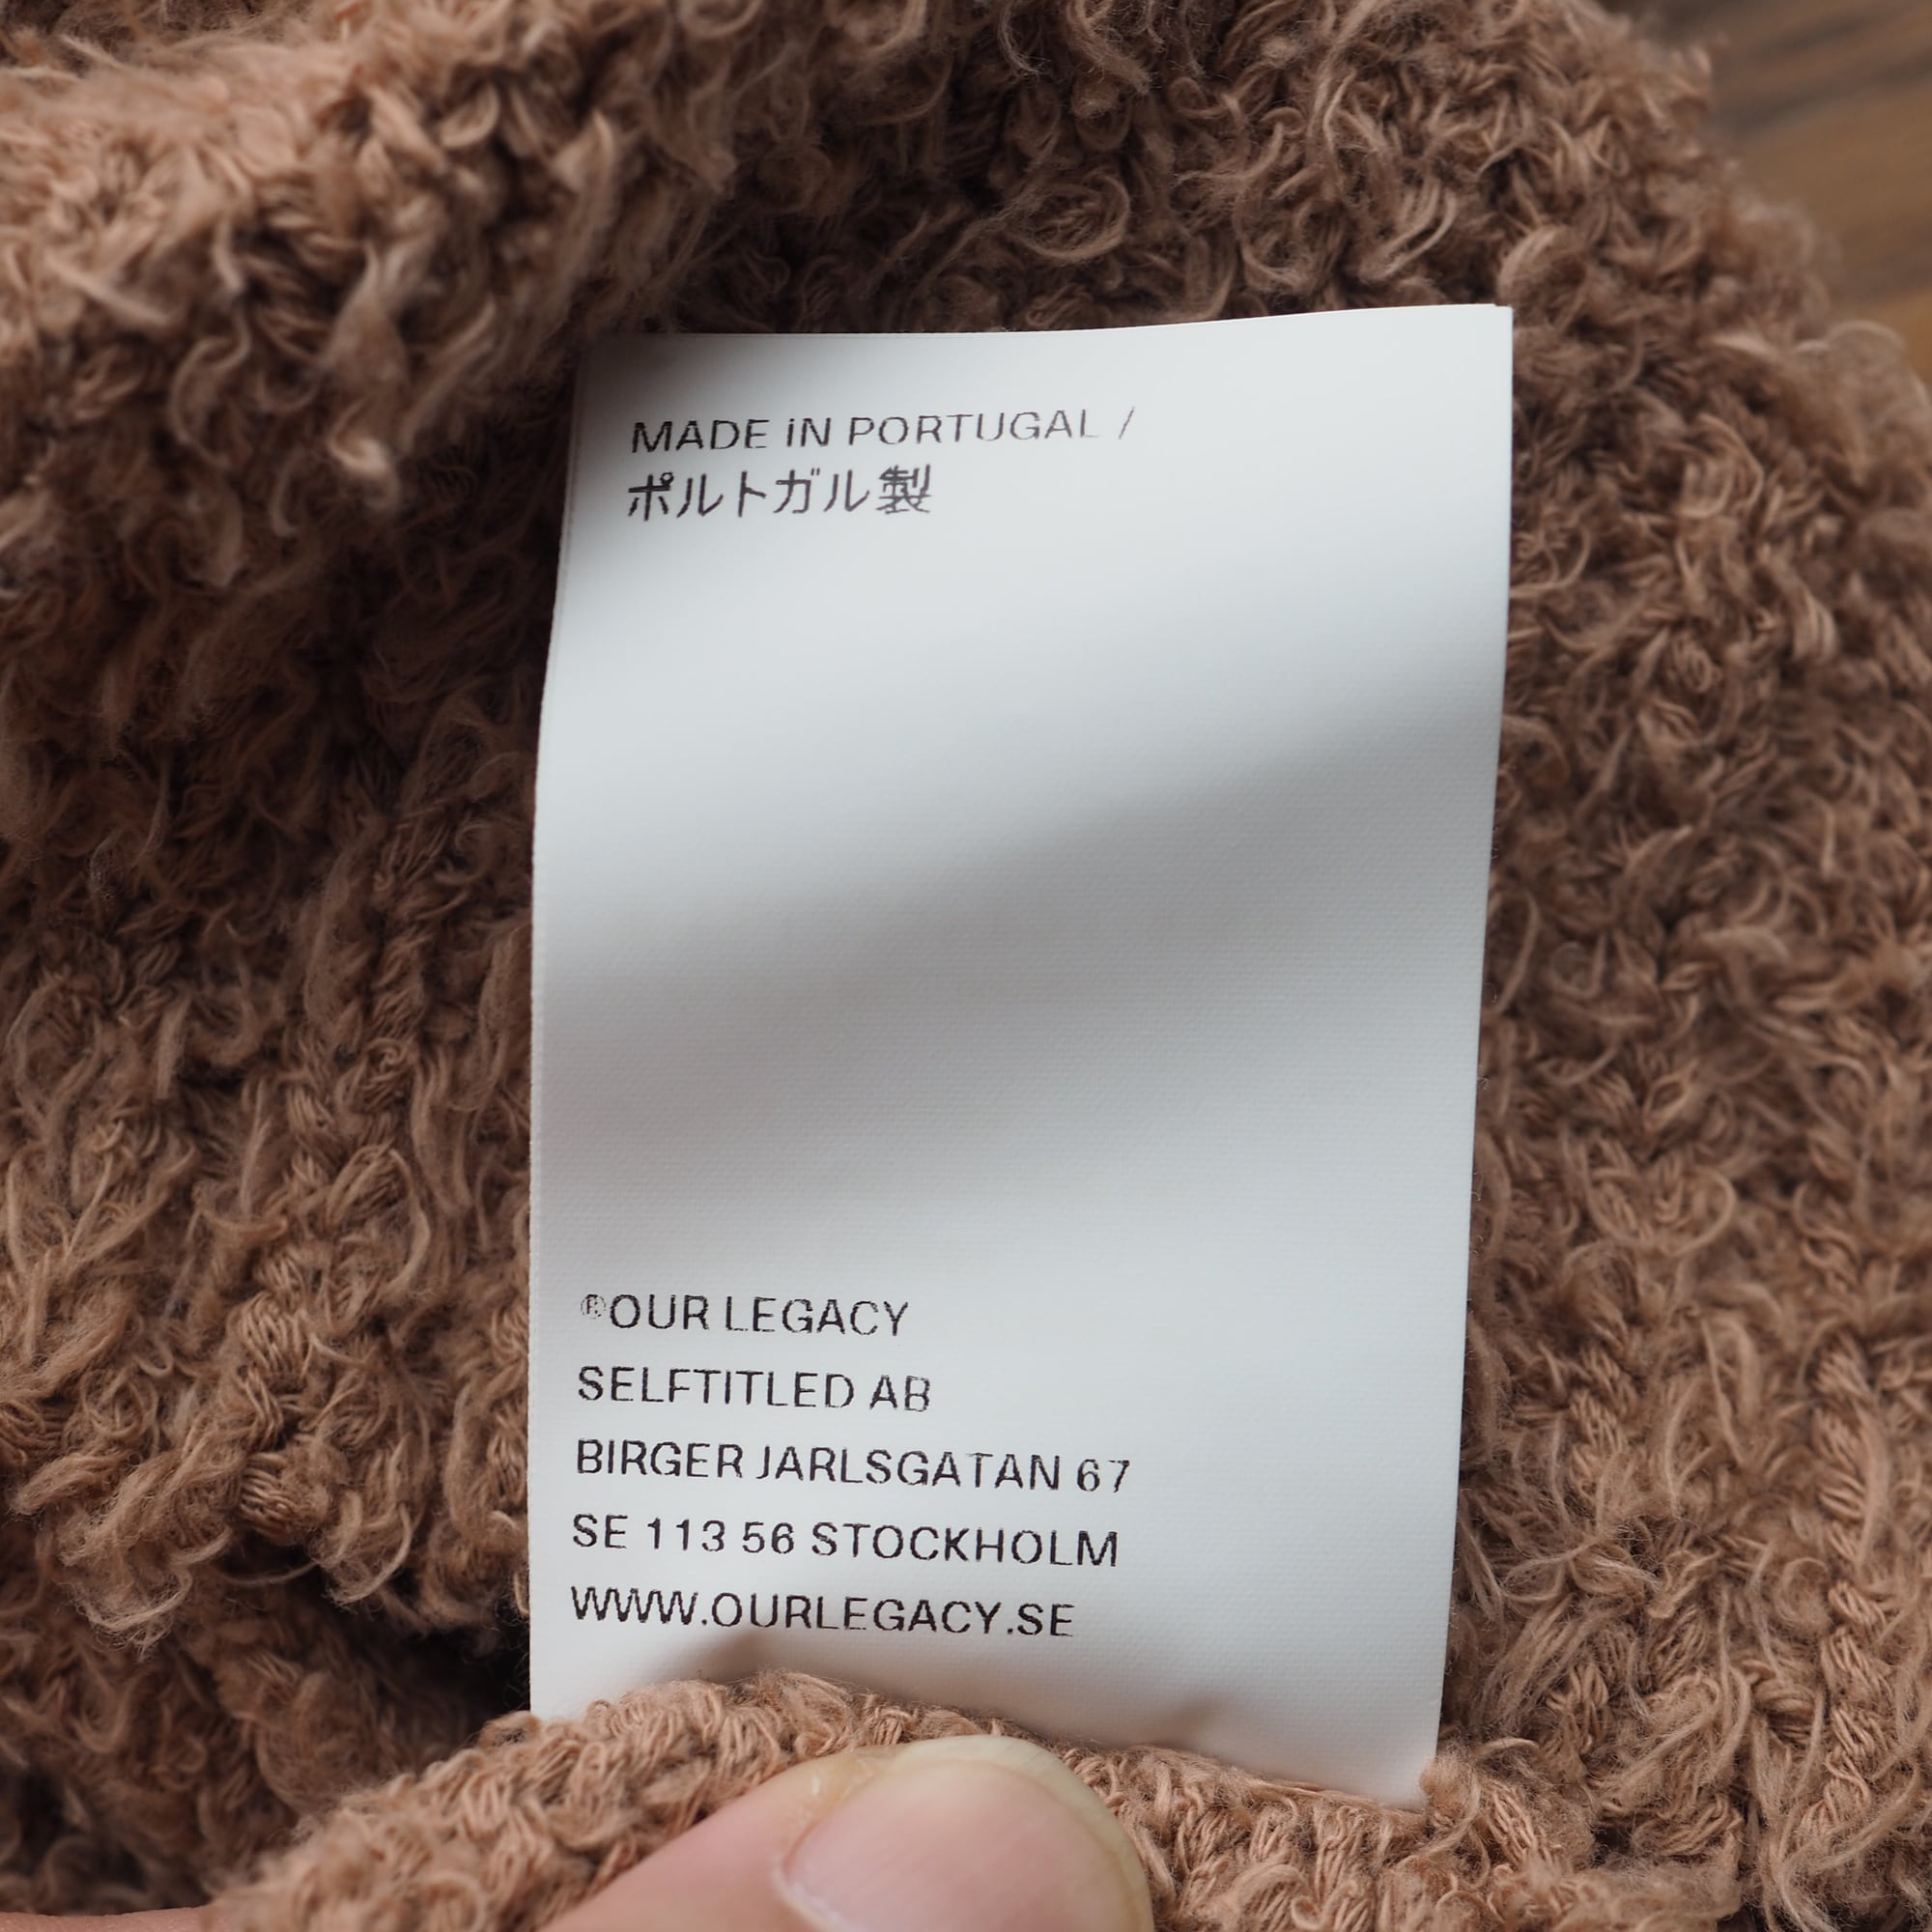 MADE IN PORTUGAL /
ポルトガル製
®OUR LEGACY
SELFTITLED AB
BIRGER JARLSGATAN 67
SE 113 56 STOCKHOLM
WWW.OURLEGACY.SE